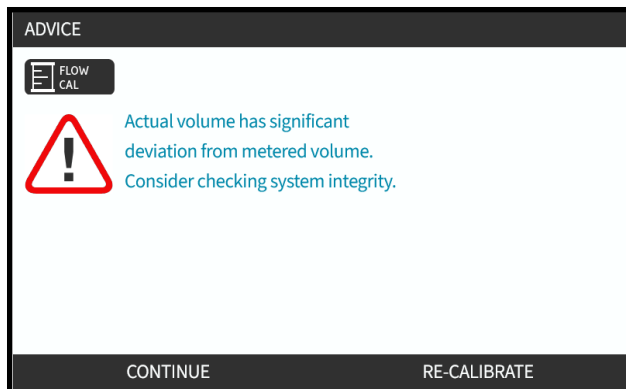 ADVICE
FLOW
CAL
Actual volume has significant
deviation from metered volume.
Consider checking system integrity.
CONTINUE
RE-CALIBRATE